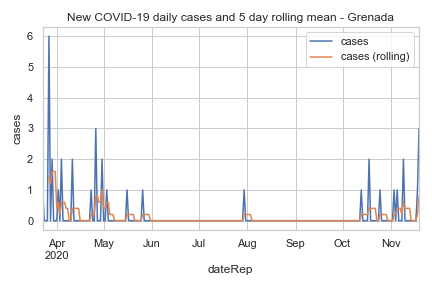 New COVID-19 daily cases and 5 day rolling mean - Grenada
cases
cases (rolling)
6
5
4
3
2
1
0
cases
Apr May Jun Jul Aug Sep Oct Nov
2020
dateRep